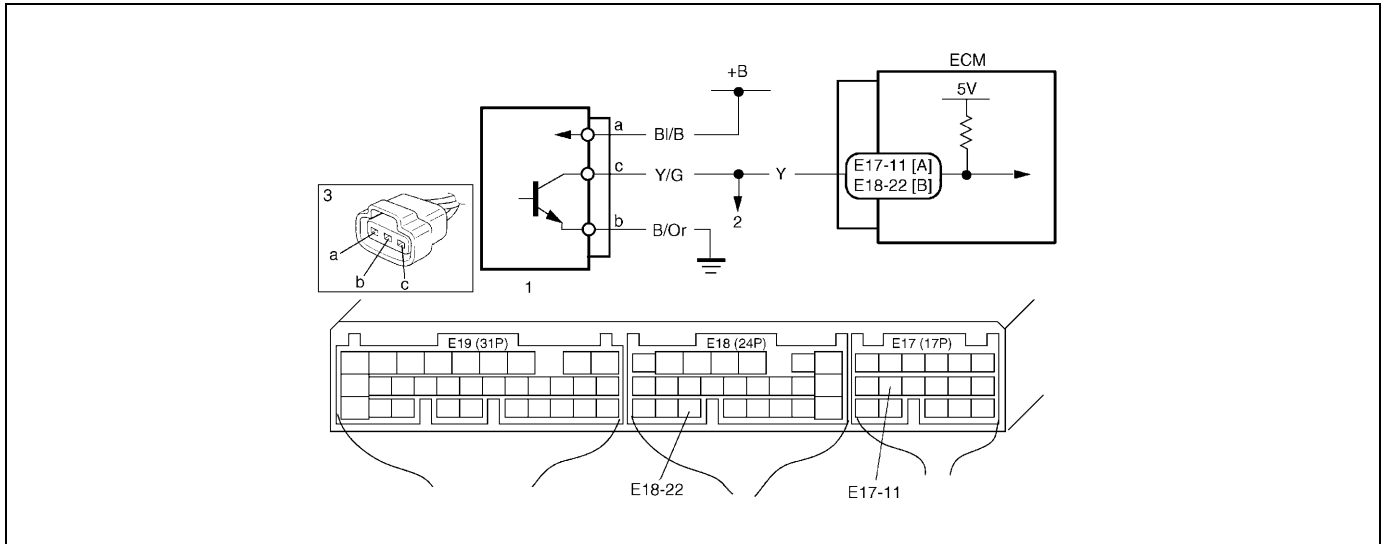 ECM
+B
5V
a
Bl/B
c
Y/G
Y
E17-11 [A]
E18-22 [B]
2
b
B/Or
3
a
b
c
1
E19 (31P)
E18 (24P)
E17 (17P)
E18-22
E17-11